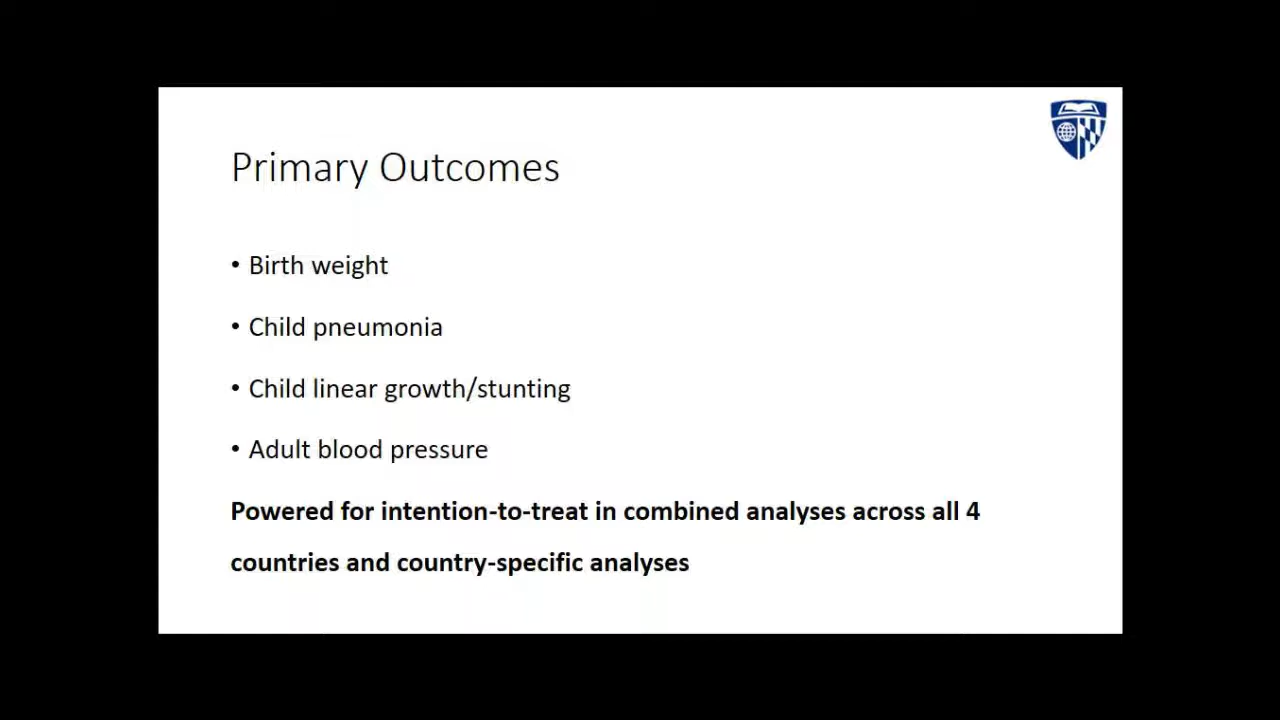 Primary Outcomes
• Birth weight
• Child pneumonia
• Child linear growth/stunting
• Adult blood pressure
Powered for intention-to-treat in combined analyses across all 4
countries and country-specific analyses